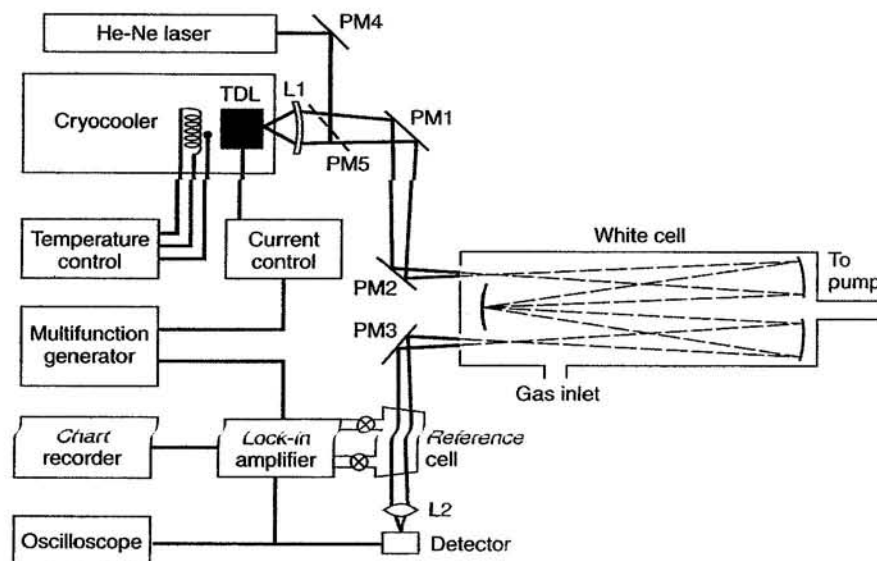 He-Ne laser
PM4
TDL
L1
Cryocooler
PM1
PM5
Temperature
control
Current
control
White cell
To
pump
PM2
Multifunction
generator
PM3
Gas inlet
Chart
recorder
Lock-in
amplifier
Reference
cell
L2
Oscilloscope
Detector